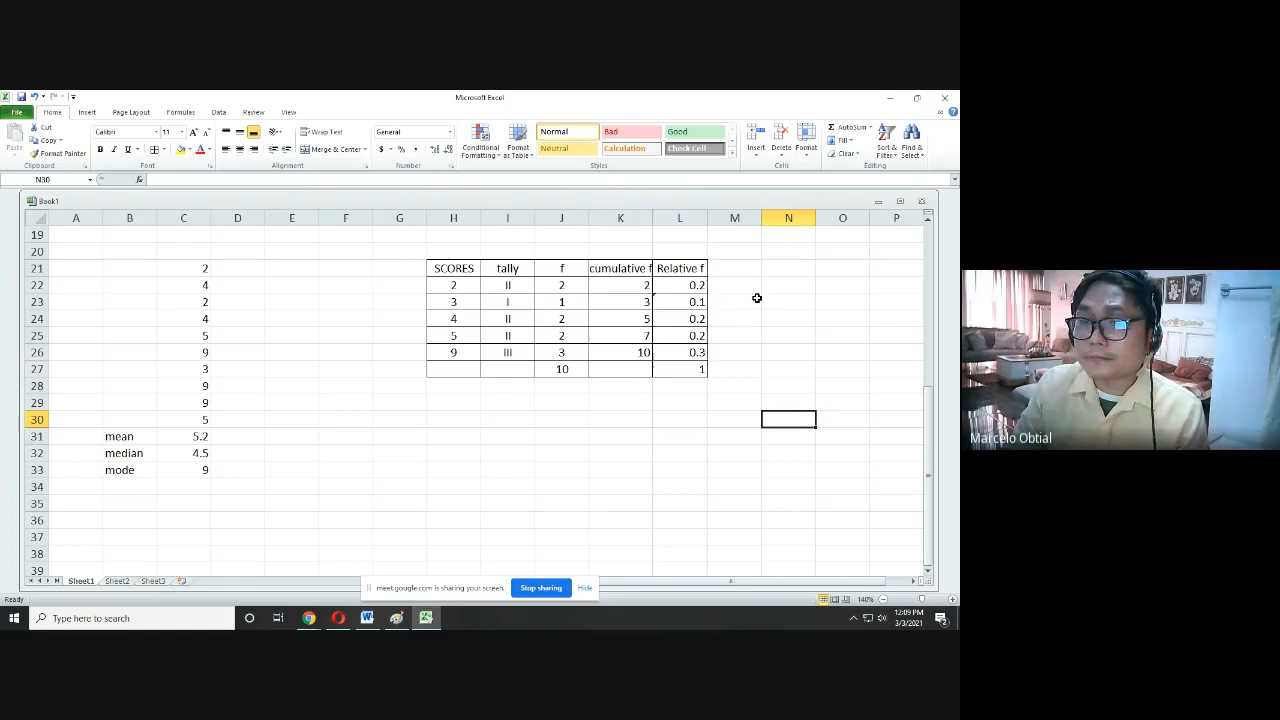 Microsoft Excel
File Home Insert Page Layout Formulas Data Review View
Paste Cut Calibri 11 Wrap Text General Conditional Formatting Format as Table Normal Bad Good Insert Delete Format AutoSum Sort & Filter Find & Select
Copy Fill
Format Painter Merge & Center Neutral Calculation Check Cell Clear
Clipboard Font Alignment Number Styles Cells Editing
N30 fx
Book1
A B C D E F G H I J K L M N O P
19
20
21 2 SCORES tally f cumulative f Relative f
22 4 2 II 2 2 0.2
23 2 3 I 1 3 0.1
24 4 4 II 2 5 0.2
25 5 5 II 2 7 0.2
26 9 9 III 3 10 0.3
27 3 10 1
28 9
29 9
30 5
31 mean 5.2
32 median 4.5
33 mode 9
34
35
36
37
38
39
Sheet1 Sheet2 Sheet3
meet.google.com is sharing your screen. Stop sharing Hide
Ready 140%
Type here to search 12:09 PM
3/3/2021
2
Marcelo Obtial